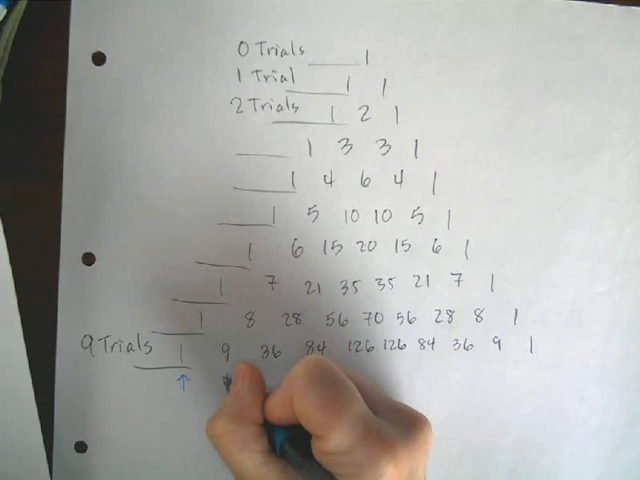 0 Trials 1
1 Trial 1 1
2 Trials 1 2 1
1 3 3 1
1 4 6 4 1
1 5 10 10 5 1
1 6 15 20 15 6 1
1 7 21 35 35 21 7 1
1 8 28 56 70 56 28 8 1
9 Trials 1 9 36 84 126 126 84 36 9 1